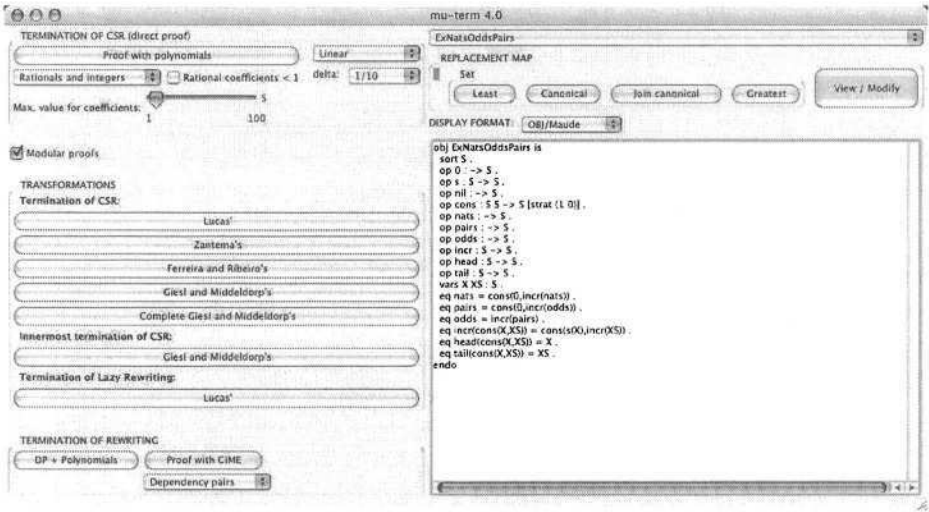 mu-term 4.0
TERMINATION OF CSR (direct proof)
Proof with polynomials
Linear
Rationals and integers
Rational coefficients < 1
delta: 1/10
Max. value for coefficients:
5
1
100
Modular proofs
TRANSFORMATIONS
Termination of CSR:
Lucas'
Zantema's
Ferreira and Ribeiro's
Giesl and Middeldorp's
Complete Giesl and Middeldorp's
Innermost termination of CSR:
Giesl and Middeldorp's
Termination of Lazy Rewriting:
Lucas'
TERMINATION OF REWRITING
DP + Polynomials
Proof with CiME
Dependency pairs
ExNatsOddsPairs
REPLACEMENT MAP
Set
Least
Canonical
Join canonical
Greatest
View / Modify
DISPLAY FORMAT:
OBJ/Maude
obj ExNatsOddsPairs is
sort S .
op 0 : -> S .
op s : S -> S .
op nil : -> S .
op cons : S S -> S [strat (1 0)] .
op nats : -> S .
op pairs : -> S .
op odds : -> S .
op incr : S -> S .
op head : S -> S .
op tail : S -> S .
vars X XS : S .
eq nats = cons(0,incr(nats)) .
eq pairs = cons(0,incr(odds)) .
eq odds = incr(pairs) .
eq incr(cons(X,XS)) = cons(s(X),incr(XS)) .
eq head(cons(X,XS)) = X .
eq tail(cons(X,XS)) = XS .
endo